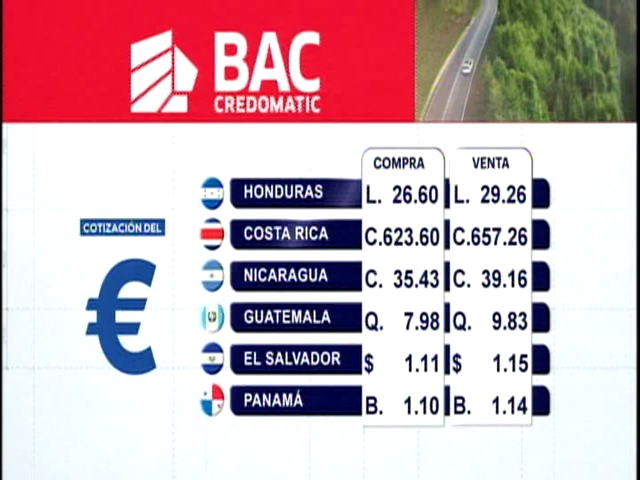 BAC
CREDOMATIC
COMPRA VENTA
HONDURAS L. 26.60 L. 29.26
COTIZACIÓN DEL
€
COSTA RICA C.623.60 C.657.26
NICARAGUA C. 35.43 C. 39.16
GUATEMALA Q. 7.98 Q. 9.83
EL SALVADOR $ 1.11 $ 1.15
PANAMÁ B. 1.10 B. 1.14